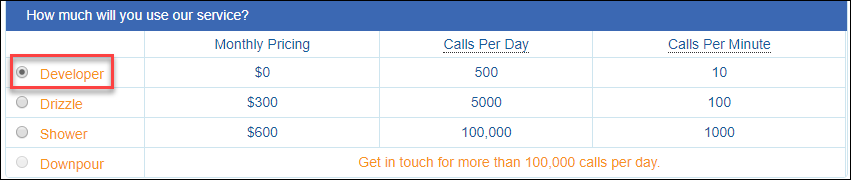 How much will you use our service?
Monthly Pricing Calls Per Day Calls Per Minute
Developer $0 500 10
Drizzle $300 5000 100
Shower $600 100,000 1000
Downpour Get in touch for more than 100,000 calls per day.